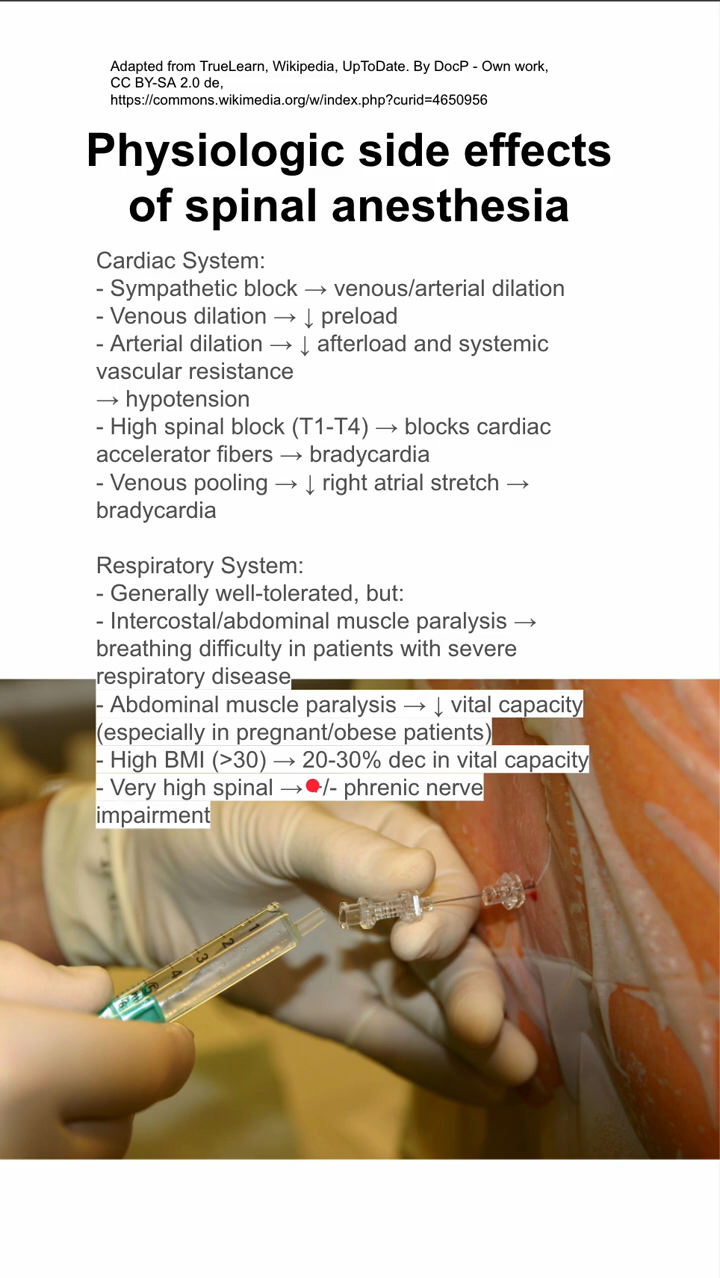 Adapted from TrueLearn, Wikipedia, UpToDate. By DocP - Own work,
CC BY-SA 2.0 de,
https://commons.wikimedia.org/w/index.php?curid=4650956
Physiologic side effects
of spinal anesthesia
Cardiac System:
- Sympathetic block → venous/arterial dilation
- Venous dilation → ↓ preload
- Arterial dilation → ↓ afterload and systemic
vascular resistance
→ hypotension
- High spinal block (T1-T4) → blocks cardiac
accelerator fibers → bradycardia
- Venous pooling → ↓ right atrial stretch →
bradycardia
Respiratory System:
- Generally well-tolerated, but:
- Intercostal/abdominal muscle paralysis →
breathing difficulty in patients with severe
respiratory disease
- Abdominal muscle paralysis → ↓ vital capacity
(especially in pregnant/obese patients)
- High BMI (>30) → 20-30% dec in vital capacity
- Very high spinal → /- phrenic nerve
impairment
1
2
3
4